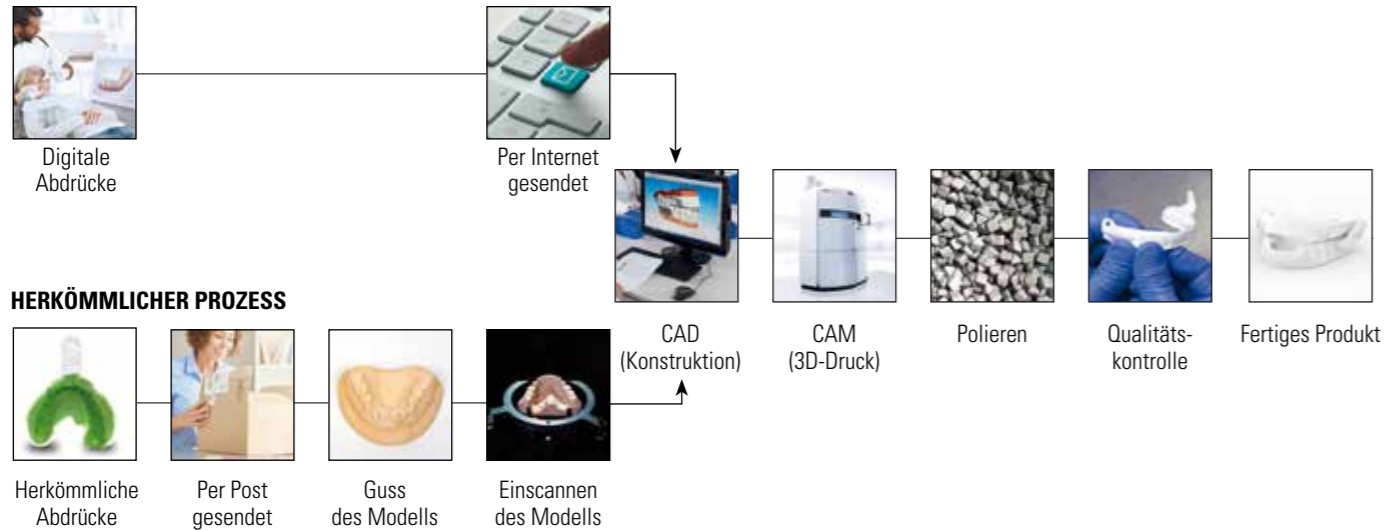 Digitale
Abdrücke
Per Internet
gesendet
HERKÖMMLICHER PROZESS
CAD
(Konstruktion)
CAM
(3D-Druck)
Polieren
Qualitäts-
kontrolle
Fertiges Produkt
Herkömmliche
Abdrücke
Per Post
gesendet
Guss
des Modells
Einscannen
des Modells